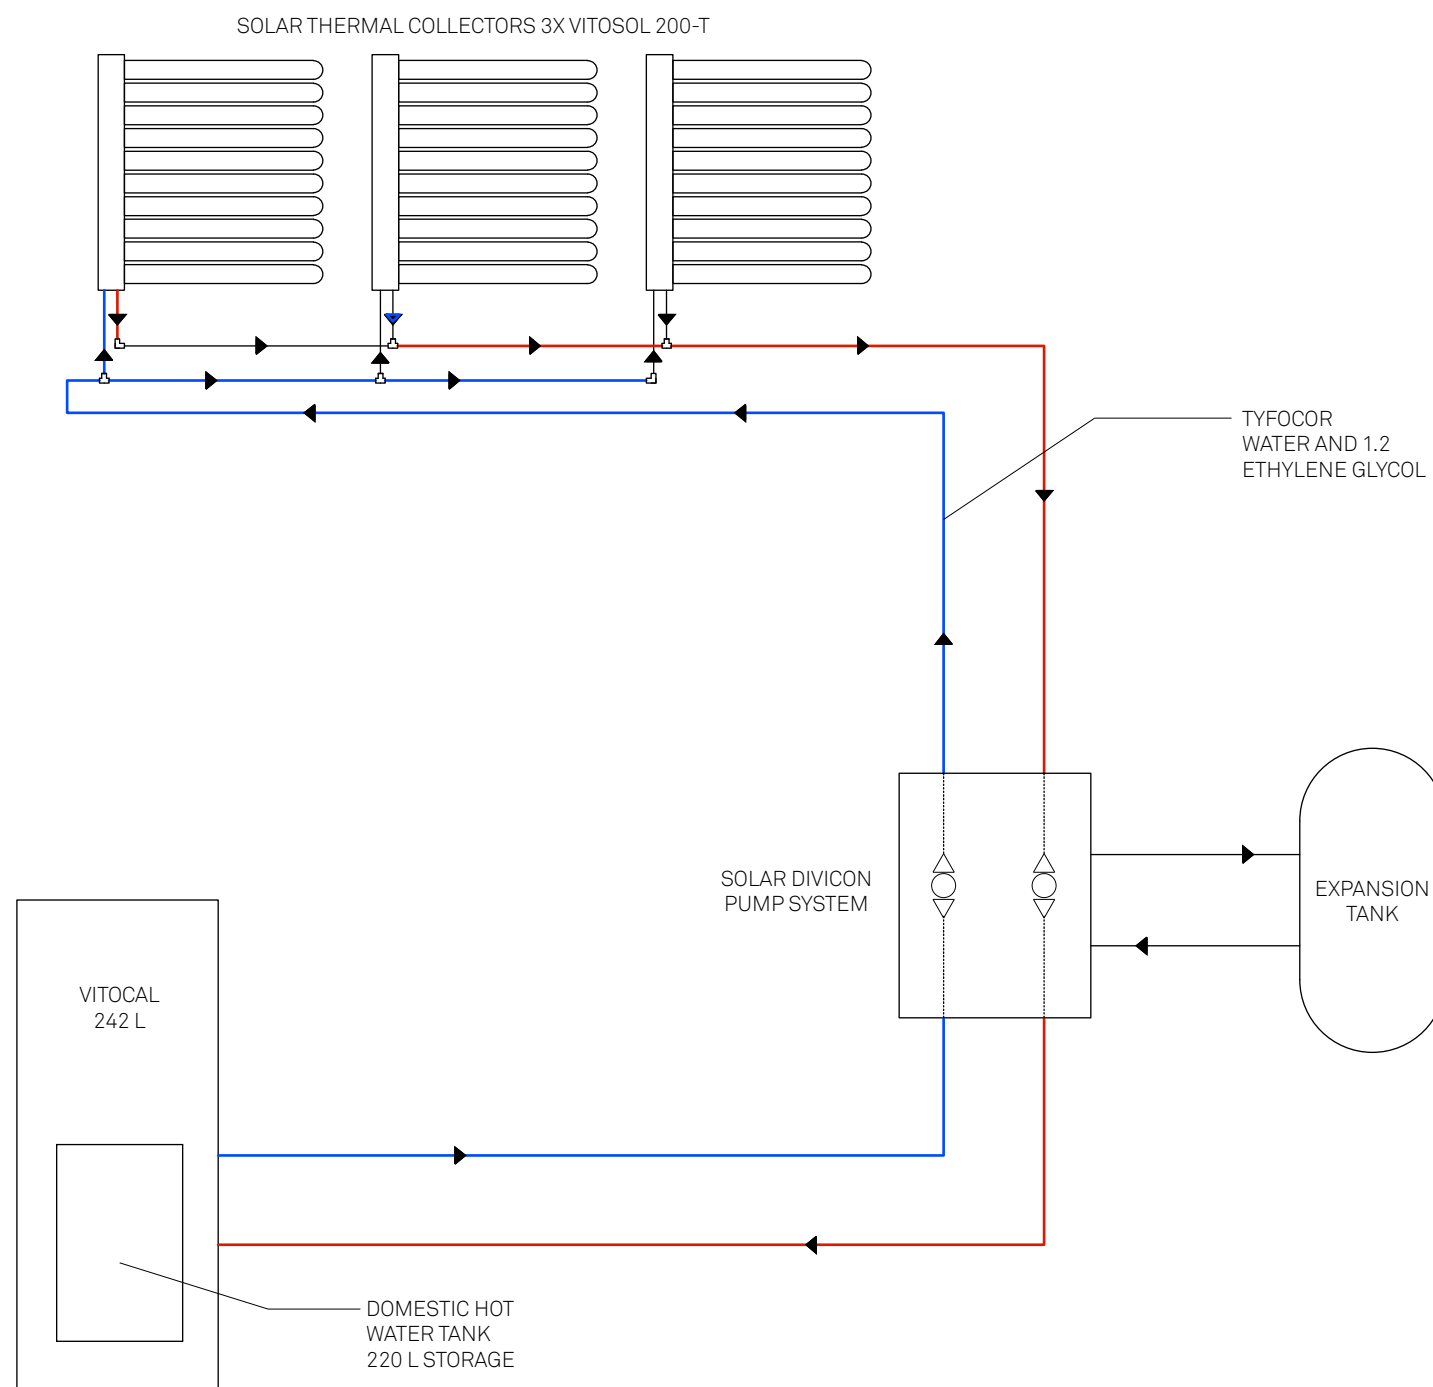 SOLAR THERMAL COLLECTORS 3X VITOSOL 200-T
TYFOCOR
WATER AND 1.2
ETHYLENE GLYCOL
SOLAR DIVICON
PUMP SYSTEM
EXPANSION
TANK
VITOCAL
242 L
DOMESTIC HOT
WATER TANK
220 L STORAGE